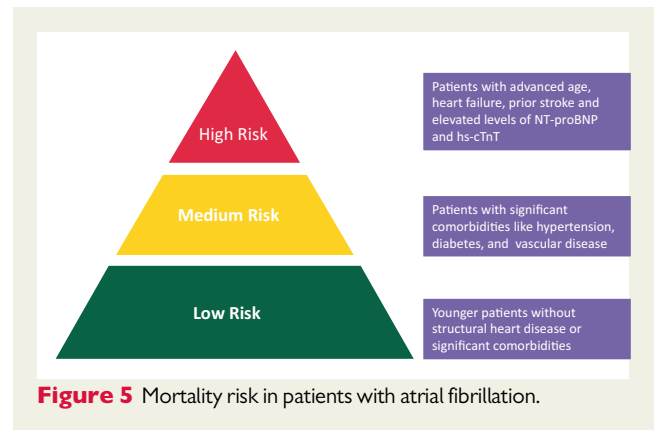 High Risk
Patients with advanced age,
heart failure, prior stroke and
elevated levels of NT-proBNP
and hs-cTnT
Medium Risk
Patients with significant
comorbidities like hypertension,
diabetes, and vascular disease
Low Risk
Younger patients without
structural heart disease or
significant comorbidities
Figure 5 Mortality risk in patients with atrial fibrillation.